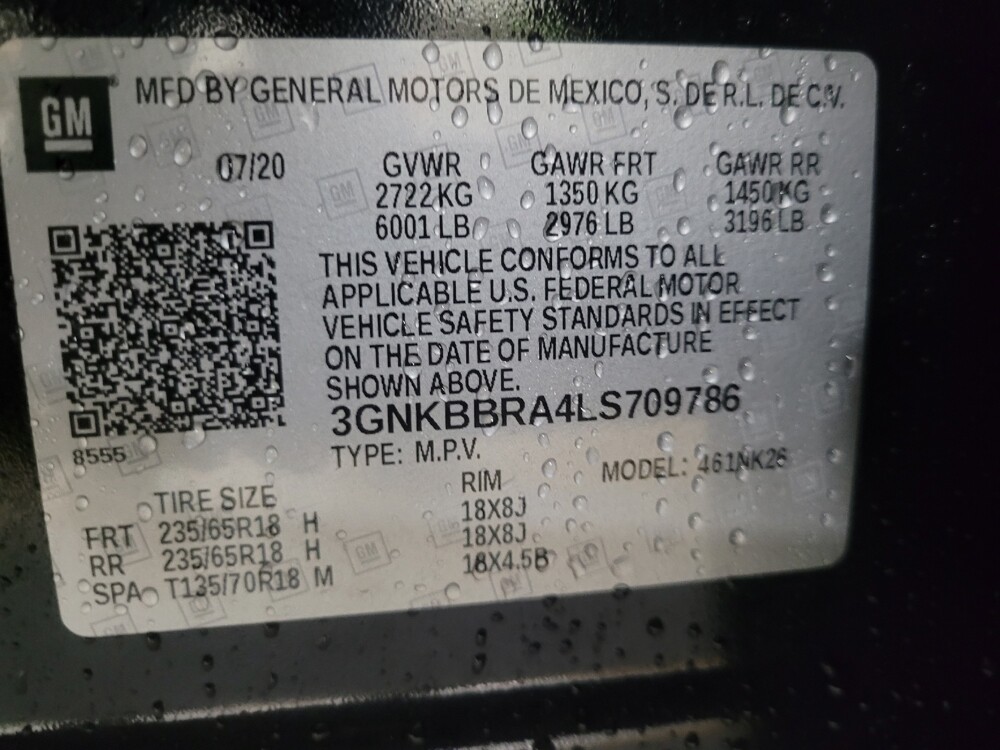 GM
MFD BY GENERAL MOTORS DE MEXICO, S. DE R.L. DE C.V.
07/20 GVWR GAWR FRT GAWR RR
2722 KG 1350 KG 1450 KG
6001 LB 2976 LB 3196 LB
THIS VEHICLE CONFORMS TO ALL
APPLICABLE U.S. FEDERAL MOTOR
VEHICLE SAFETY STANDARDS IN EFFECT
ON THE DATE OF MANUFACTURE
SHOWN ABOVE.
3GNKBBRA4LS709786
8555 TYPE: M.P.V. MODEL: 461NK26
TIRE SIZE RIM
FRT 235/65R18 H 18X8J
RR 235/65R18 H 18X8J
SPA T135/70R18 M 18X4.5B